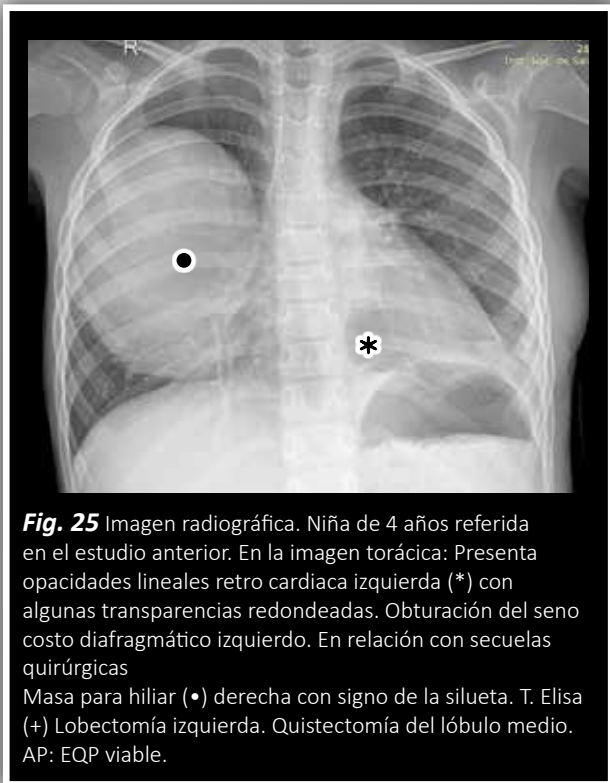 R
Fig. 25 Imagen radiográfica. Niña de 4 años referida
en el estudio anterior. En la imagen torácica: Presenta
opacidades lineales retro cardiaca izquierda (*) con
algunas transparencias redondeadas. Obturación del seno
costo diafragmático izquierdo. En relación con secuelas
quirúrgicas
Masa para hiliar (•) derecha con signo de la silueta. T. Elisa
(+) Lobectomía izquierda. Quistectomía del lóbulo medio.
AP: EQP viable.